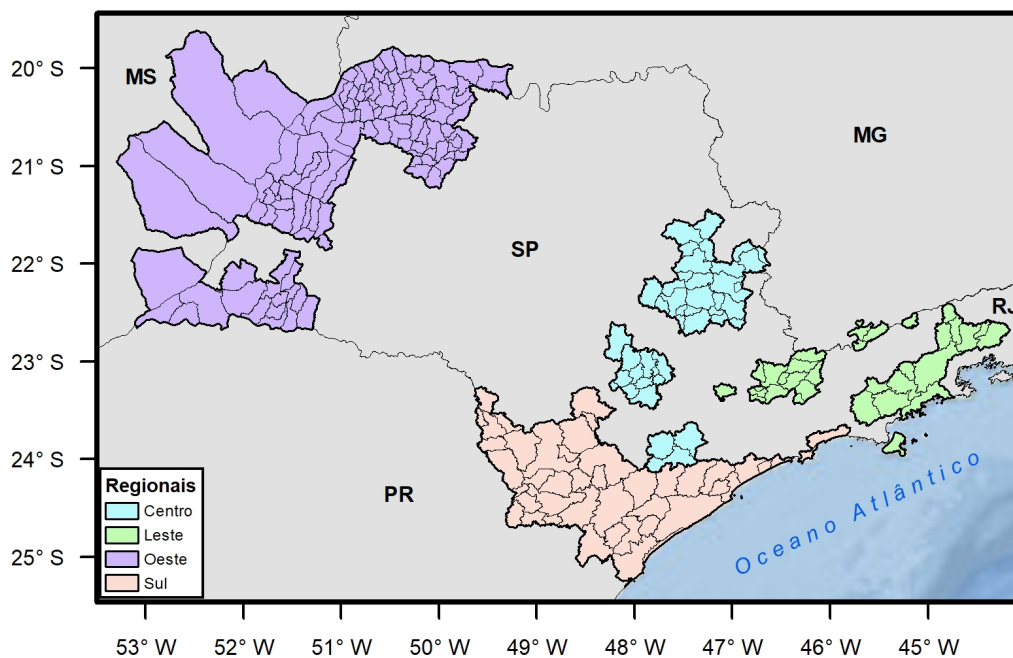 20° S
21° S
22° S
23° S
24° S
25° S
MS
MG
SP
RJ
PR
Oceano Atlântico
Regionais
Centro
Leste
Oeste
Sul
53° W 52° W 51° W 50° W 49° W 48° W 47° W 46° W 45° W